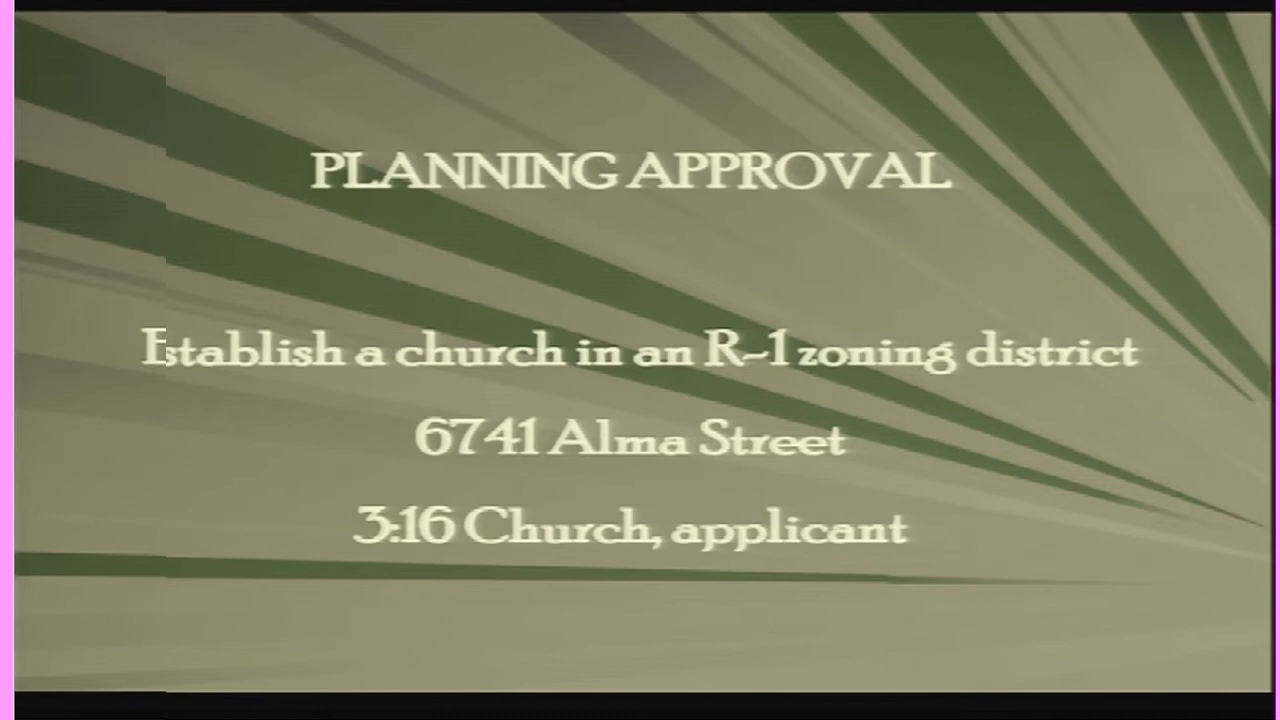 PLANNING APPROVAL
Establish a church in an R-1 zoning district
6741 Alma Street
3:16 Church, applicant